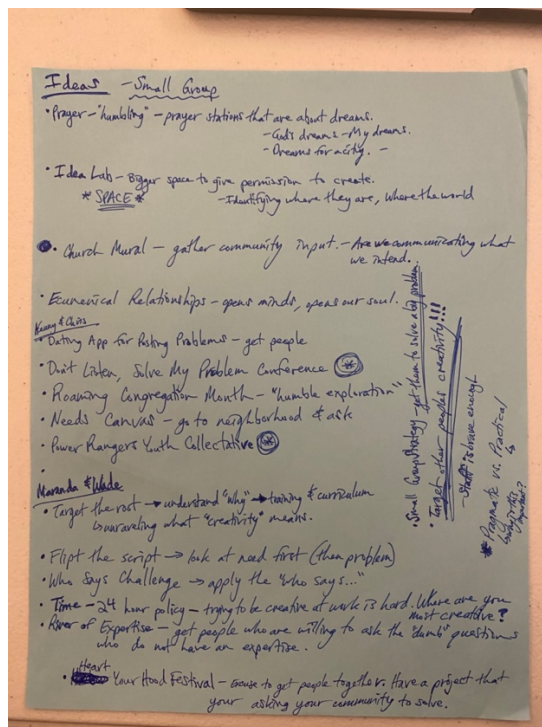 Ideas - Small Group
• Prayer - "humbling" - prayer stations that are about dreams.
- God's dreams - My dreams.
- Dreams for a city. -
• Idea Lab - Bigger space to give permission to create.
* SPACE *
- Identifying where they are, where the world
• Church Mural - gather community input. - Are we communicating what
we intend.
• Ecumenical Relationships - opens minds, opens our soul.
& Chris
• Dating App for Posting Problems - get people
• Don't Listen, Solve My Problem Conference
• Roaming Congregation Month - "humble exploration"
• Needs Canvas - go to neighborhood & ask
• Power Rangers Youth Collectative
• Small Group Strategy - get them to solve a big problem
• Target other people's creativity!!!
- Staff is brave enough
* Pragmatic vs. Practical
↳ why is this important?
Maranda & Wade
• Target the root → understand "why" → training & curriculum
↳ unraveling what "creativity" means.
• Flipt the script → look at need first (then problem)
• Who Says Challenge → apply the "who says..."
• Time - 24 hour policy - trying to be creative at work is hard. Where are you
most creative?
• River of Expertise - get people who are willing to ask the "dumb" questions
who do not have an expertise.
• Heart Your Hood Festival - Excuse to get people together. Have a project that
your asking your community to solve.